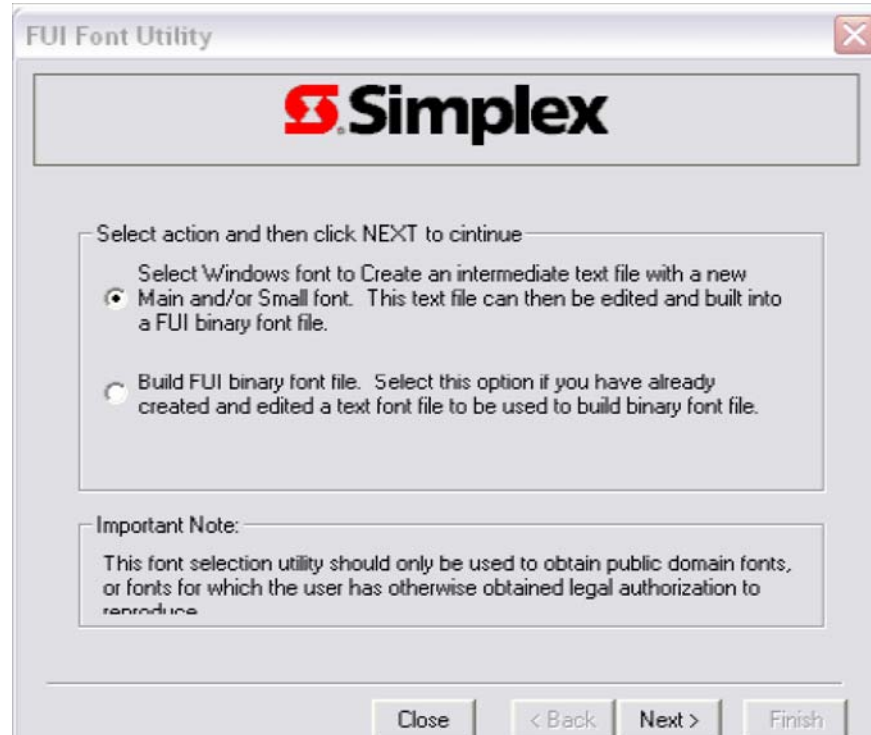 FUI Font Utility
Simplex
Select action and then click NEXT to cintinue
Select Windows font to Create an intermediate text file with a new
Main and/or Small font. This text file can then be edited and built into
a FUI binary font file.
Build FUI binary font file. Select this option if you have already
created and edited a text font file to be used to build binary font file.
Important Note:
This font selection utility should only be used to obtain public domain fonts,
or fonts for which the user has otherwise obtained legal authorization to
reproduce
Close
< Back
Next >
Finish